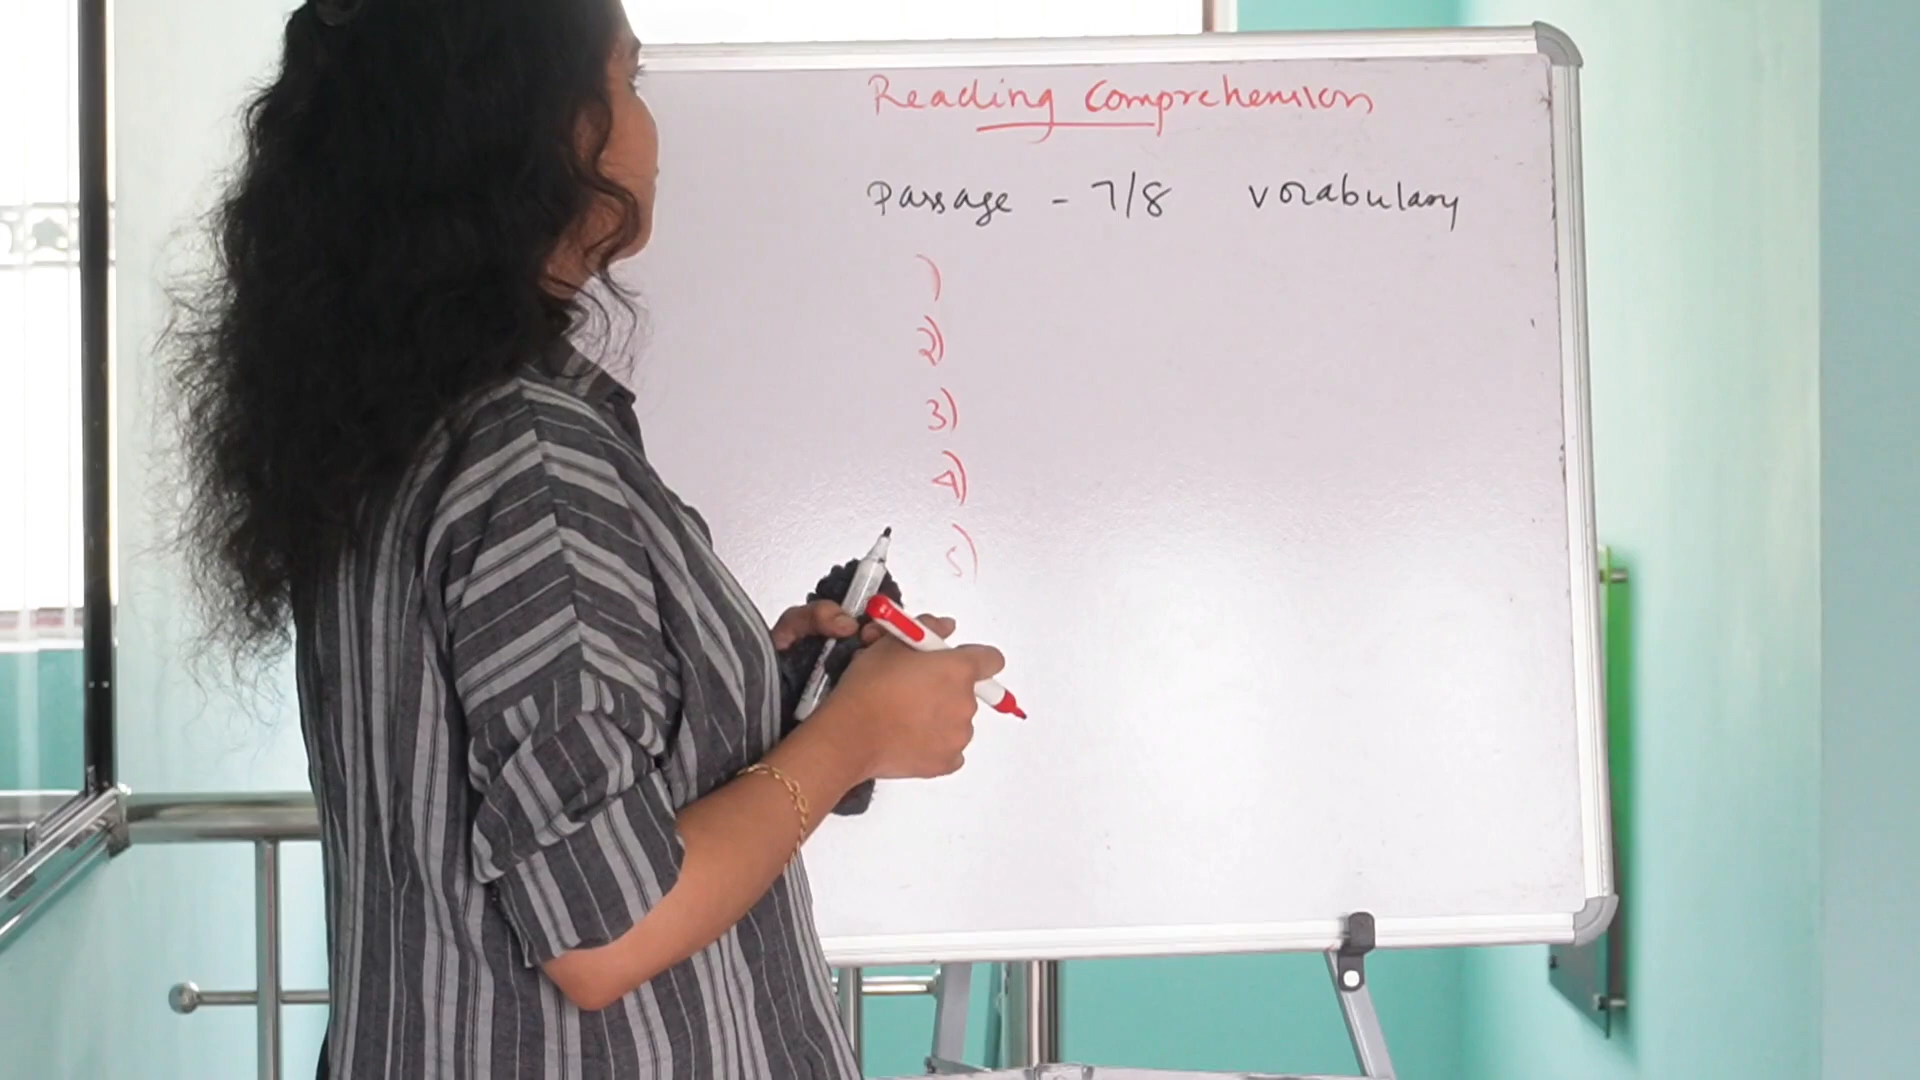 Reading Comprehension
Passage - 7/8 Vocabulary
1)
2)
3)
4)
5)